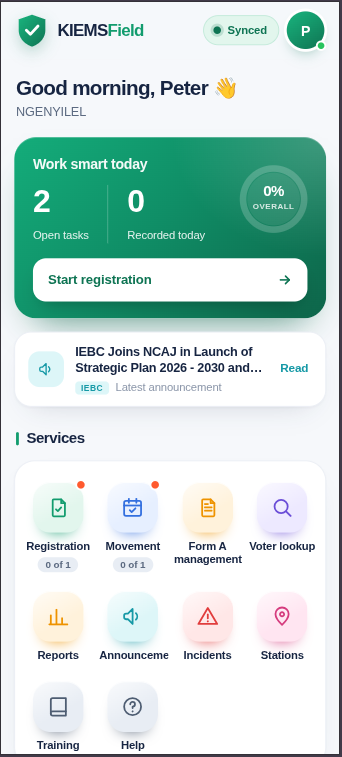 KIEMSField
Synced
P
Good morning, Peter 👋
NGENYILEL
Work smart today
2
0
Open tasks
Recorded today
0%
OVERALL
Start registration →
IEBC Joins NCAJ in Launch of
Strategic Plan 2026 - 2030 and…
Read
IEBC Latest announcement
Services
Registration
Movement
Form A
management
Voter lookup
0 of 1
0 of 1
Reports
Announceme
Incidents
Stations
Training
Help